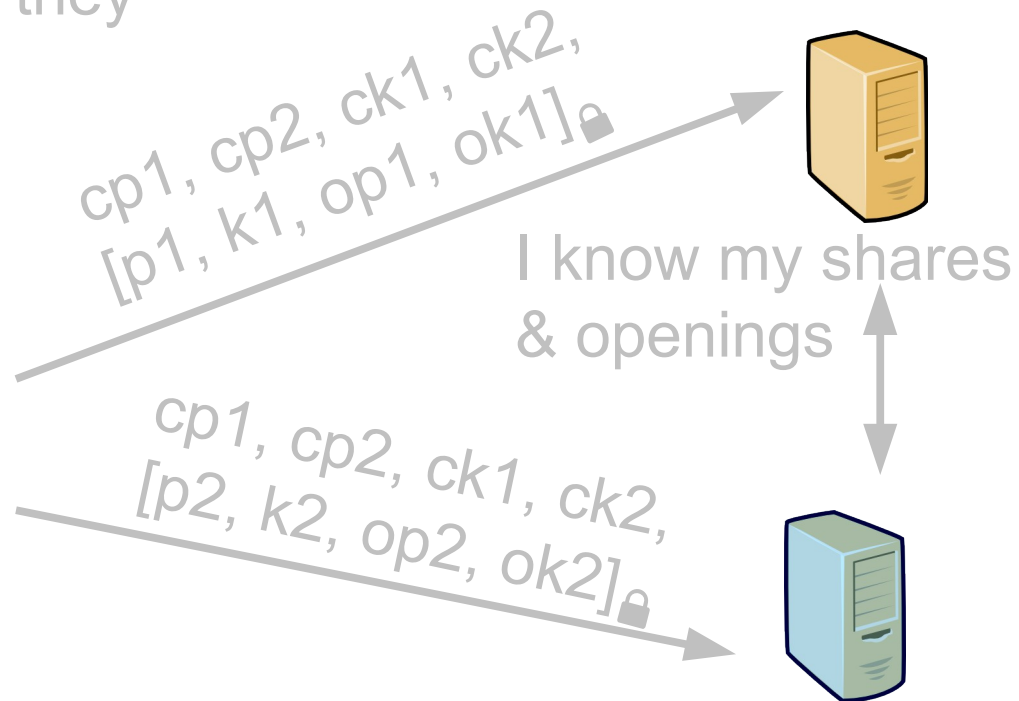 they
cp1, cp2, ck1, ck2,
[p1, k1, op1, ok1]
I know my shares
& openings
cp1, cp2, ck1, ck2,
[p2, k2, op2, ok2]